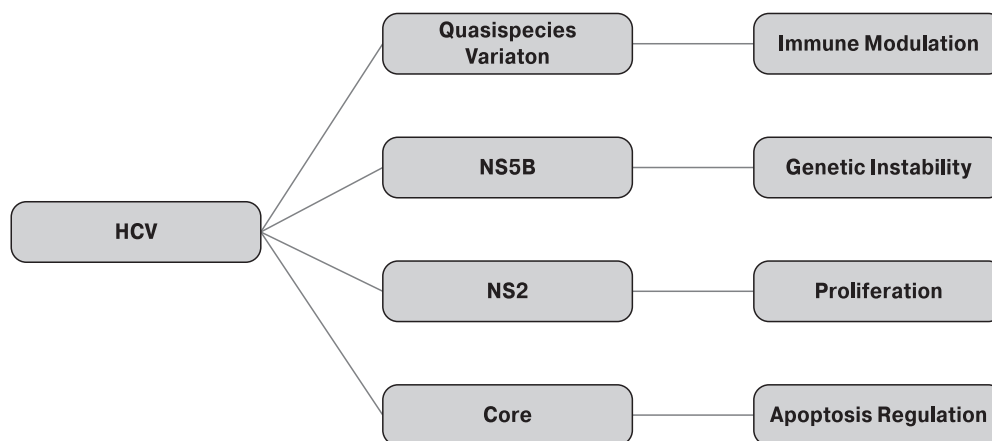 Quasispecies
Variaton
Immune Modulation
NS5B
Genetic Instability
HCV
NS2
Proliferation
Core
Apoptosis Regulation